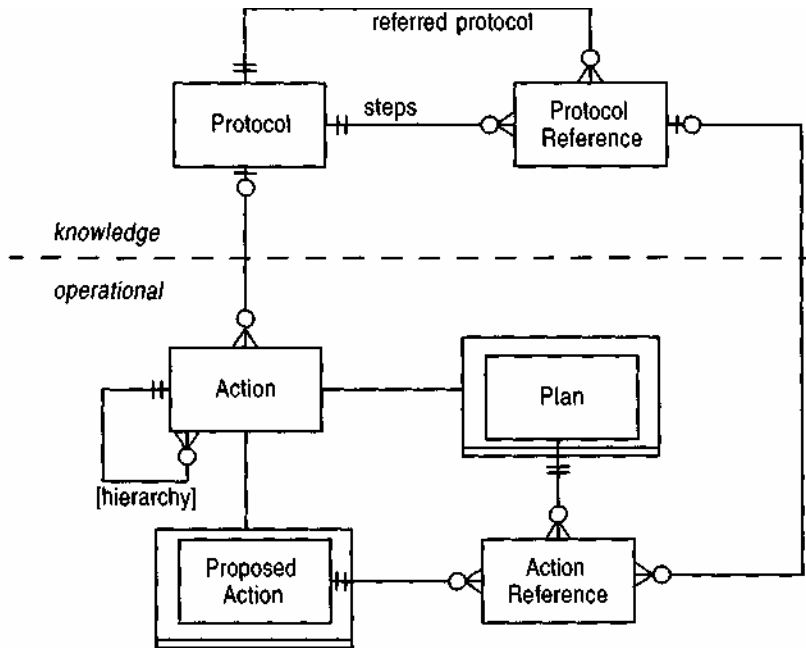 referred protocol
Protocol
steps
Protocol
Reference
knowledge
operational
Action
Plan
[hierarchy]
Proposed
Action
Action
Reference